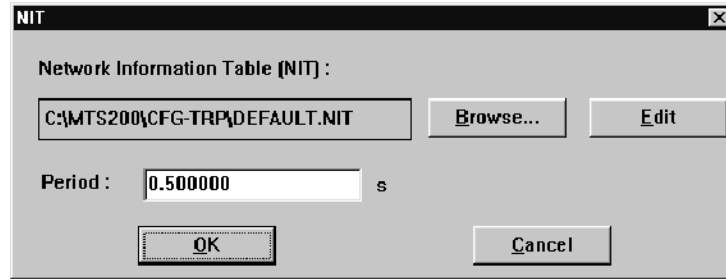 NIT
Network Information Table (NIT) :
C:\MTS200\CFG-TRP\DEFAULT.NIT Browse... Edit
Period : 0.500000 s
OK Cancel